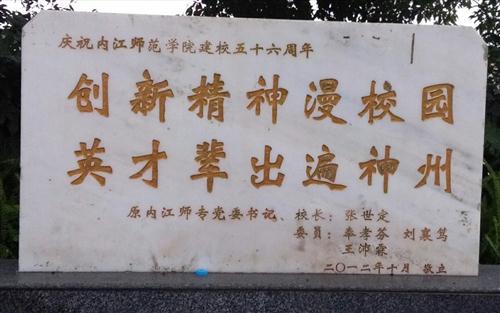 庆祝内江师范学院建校五十六周年
创新精神漫校园
英才辈出遍神州
原内江师专党委书记、校长：张世定
委員：奉孝芬 刘襄笃
王沛霖
二〇一二年十月 敬立